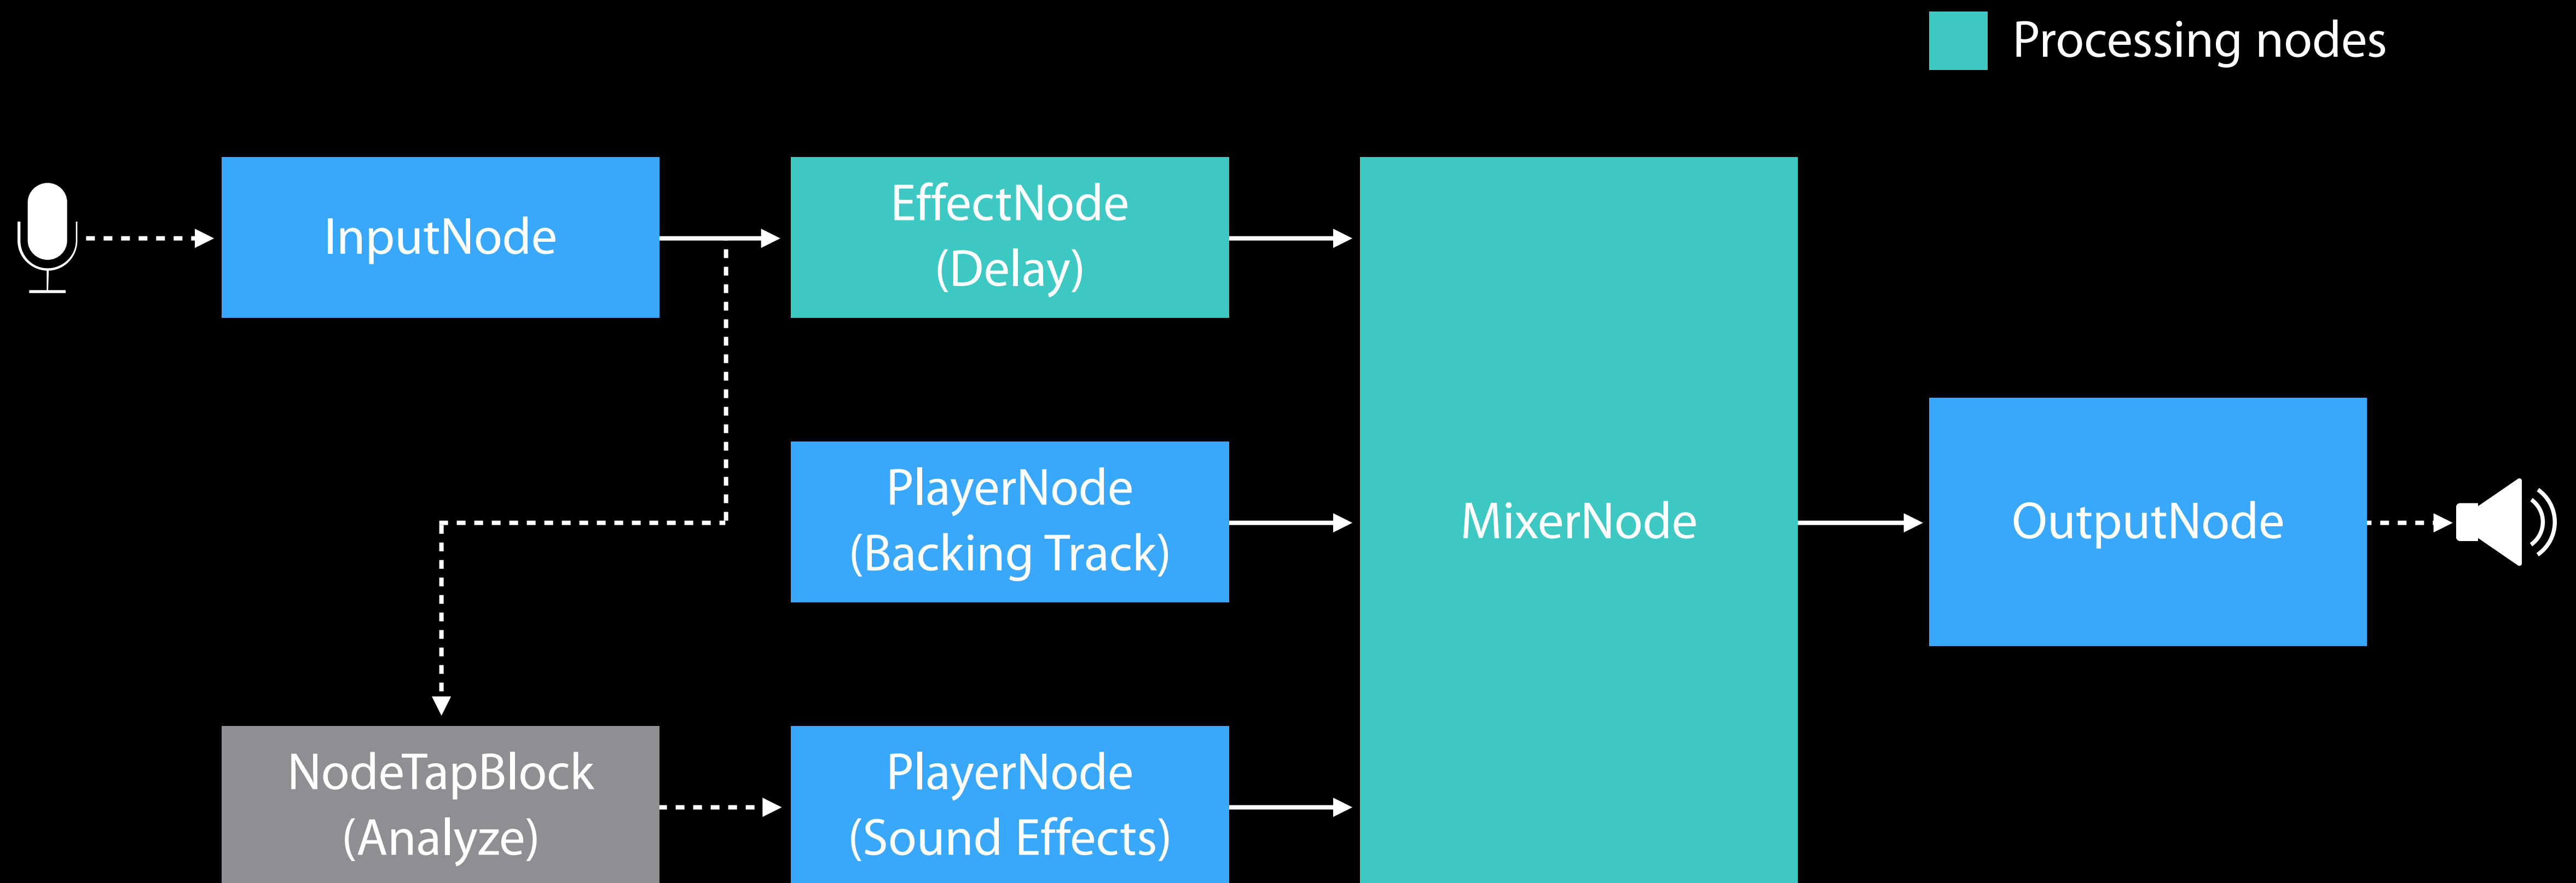 Processing nodes
InputNode
EffectNode
(Delay)
PlayerNode
(Backing Track)
MixerNode
OutputNode
NodeTapBlock
(Analyze)
PlayerNode
(Sound Effects)